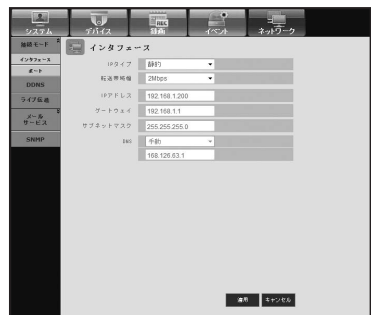 システム
デバイス
REC
録画
イベント
ネットワーク
接続モード
インタフェース
ポート
DDNS
ライブ伝送
メール
サービス
SNMP
インタフェース
IPタイプ 静的
転送帯域幅 2Mbps
IPアドレス 192.168.1.200
ゲートウェイ 192.168.1.1
サブネットマスク 255.255.255.0
DNS 手動
168.126.63.1
適用 キャンセル